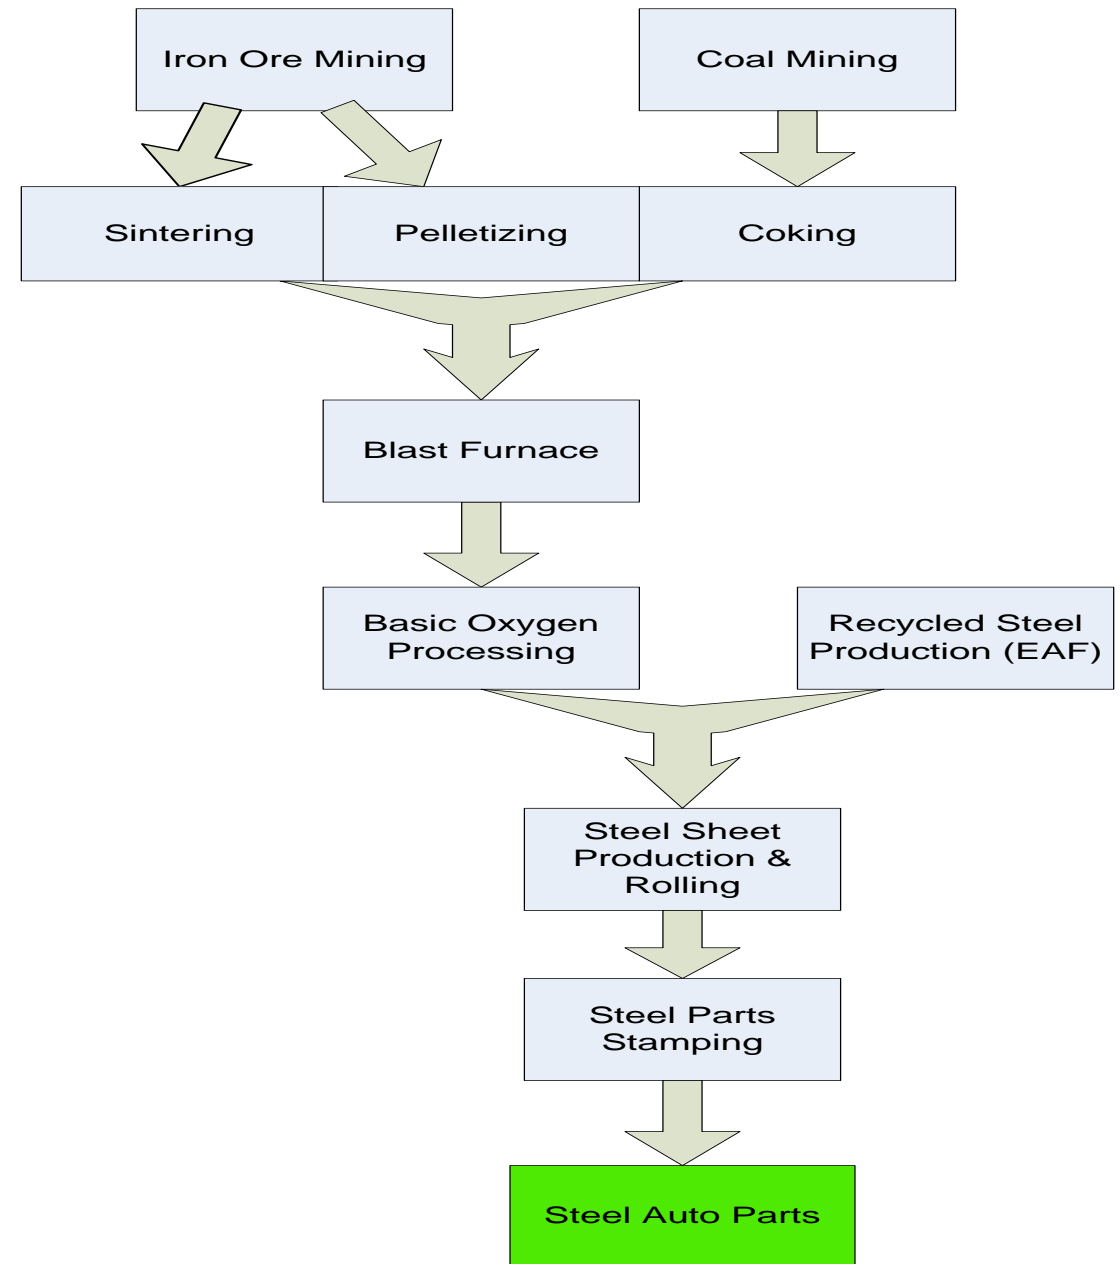 Iron Ore Mining
Coal Mining
Sintering
Pelletizing
Coking
Blast Furnace
Basic Oxygen
Processing
Recycled Steel
Production (EAF)
Steel Sheet
Production &
Rolling
Steel Parts
Stamping
Steel Auto Parts